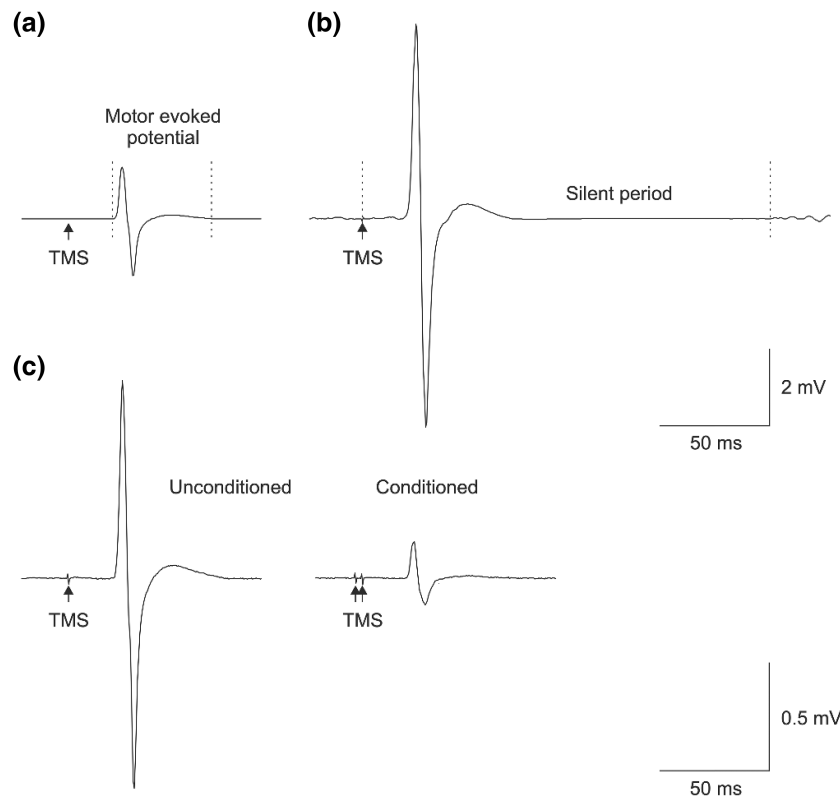 (a)
Motor evoked
potential
TMS
(b)
Silent period
TMS
2 mV
50 ms
(c)
Unconditioned
TMS
Conditioned
TMS
0.5 mV
50 ms